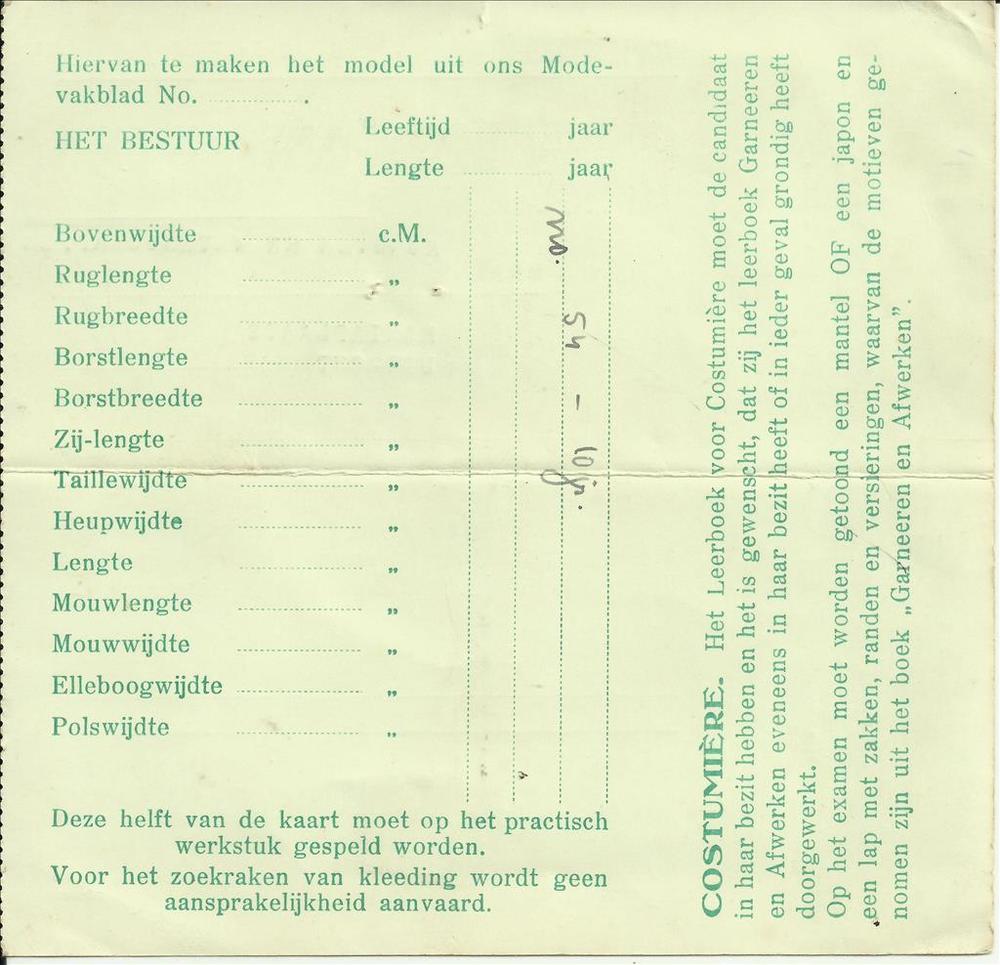 Hiervan te maken het model uit ons Mode-
vakblad No. .................. .
HET BESTUUR
Leeftijd .................. jaar
Lengte .................. jaar
Bovenwijdte .................. c.M.
Ruglengte .................. „
Rugbreedte .................. „
Borstlengte .................. „
Borstbreedte .................. „
Zij-lengte .................. „
Taillewijdte .................. „
Heupwijdte .................. „
Lengte .................. „
Mouwlengte .................. „
Mouwwijdte .................. „
Elleboogwijdte .................. „
Polswijdte .................. „
54 - 10
Deze helft van de kaart moet op het practisch
werkstuk gespeld worden.
Voor het zoekraken van kleeding wordt geen
aansprakelijkheid aanvaard.
COSTUMIÈRE. Het Leerboek voor Costumière moet de candidaat
in haar bezit hebben en het is gewenscht, dat zij het leerboek Garneeren
en Afwerken eveneens in haar bezit heeft of in ieder geval grondig heeft
doorgewerkt.
Op het examen moet worden getoond een mantel OF een japon en
een lap met zakken, randen en versieringen, waarvan de motieven ge-
nomen zijn uit het boek „Garneeren en Afwerken”.